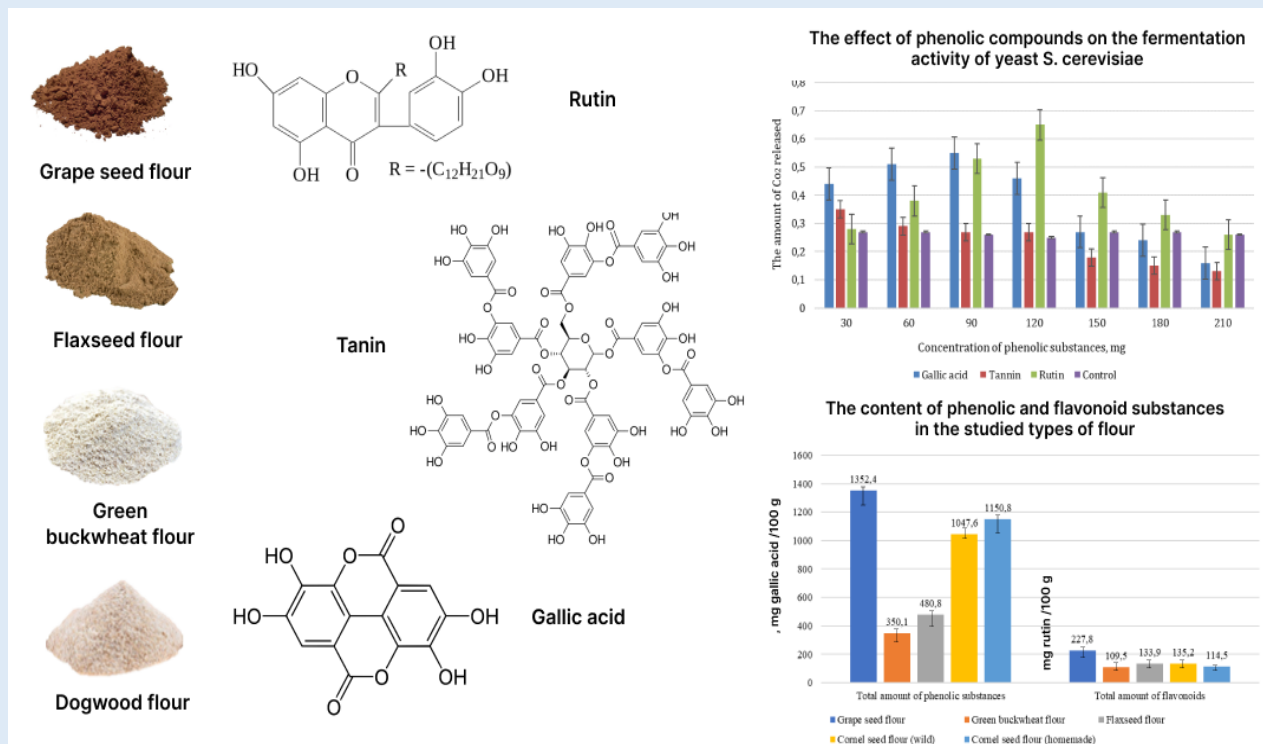 Grape seed flour
Flaxseed flour
Green
buckwheat flour
Dogwood flour
OH
OH
HO
O
R
OH
O
R = -(C₁₂H₂₁O₉)
Rutin
Tanin
HO
O
O
OH
HO
OH
O
O
OH
Gallic acid
The effect of phenolic compounds on the fermentation
activity of yeast S. cerevisiae
The amount of Co₂ released
0,8
0,7
0,6
0,5
0,4
0,3
0,2
0,1
0
30 60 90 120 150 180 210
Concentration of phenolic substances, mg
Gallic acid Tannin Rutin Control
The content of phenolic and flavonoid substances
in the studied types of flour
, mg gallic acid /100 g
1600
1400
1200
1000
800
600
400
200
0
1352,4
350,1
480,8
1047,6
1150,8
mg rutin /100 g
227,8
109,5
133,9
135,2
114,5
Total amount of phenolic substances Total amount of flavonoids
Grape seed flour Green buckwheat flour Flaxseed flour
Cornel seed flour (wild) Cornel seed flour (homemade)